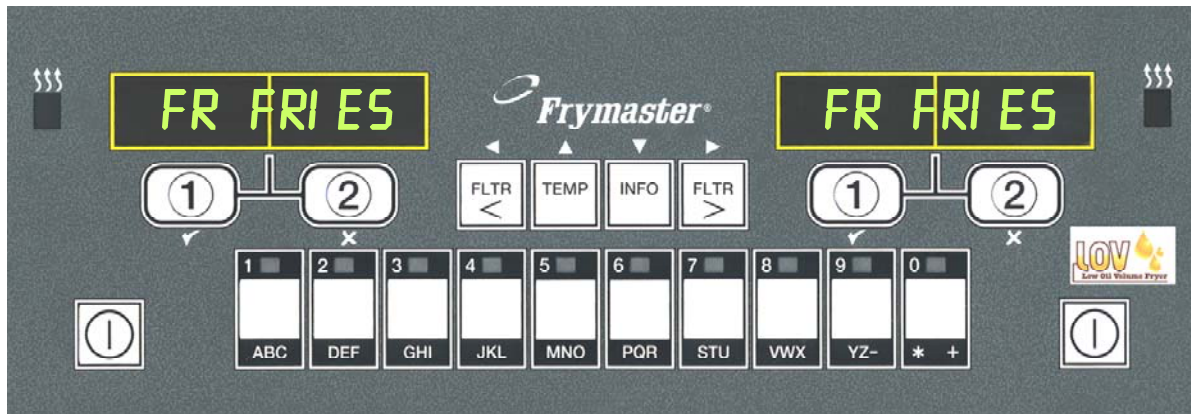 FR FRIES
Frymaster
FR FRIES
1
2
FLTR
<
TEMP
INFO
FLTR
>
1
2
1
2
3
4
5
6
7
8
9
0
ABC
DEF
GHI
JKL
MNO
PQR
STU
VWX
YZ-
* +
LOV
Low Oil Volume Fryer